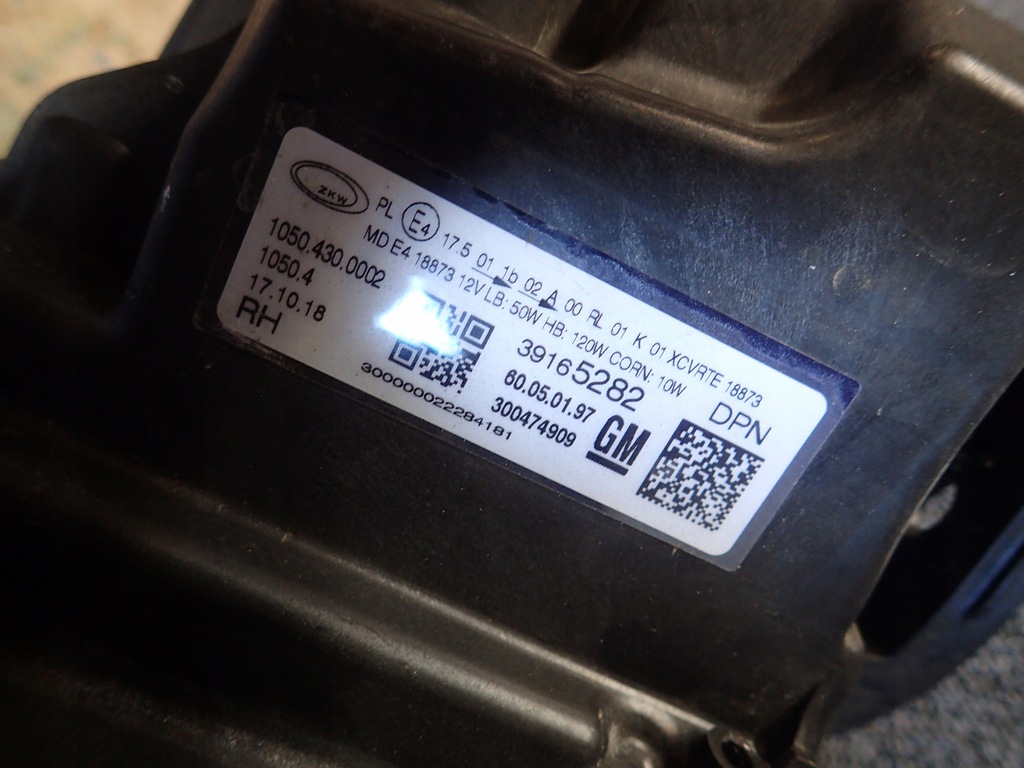 ZKW
PL E4 17.5 01 1b 02 A 00 RL 01 K 01 XCVRTE 18873
MD E4 18873 12V LB: 50W HB: 120W CORN: 10W
1050.430.0002
1050.4
17.10.18
RH
300000022284181
39165282
60.05.01.97
300474909
GM
DPN